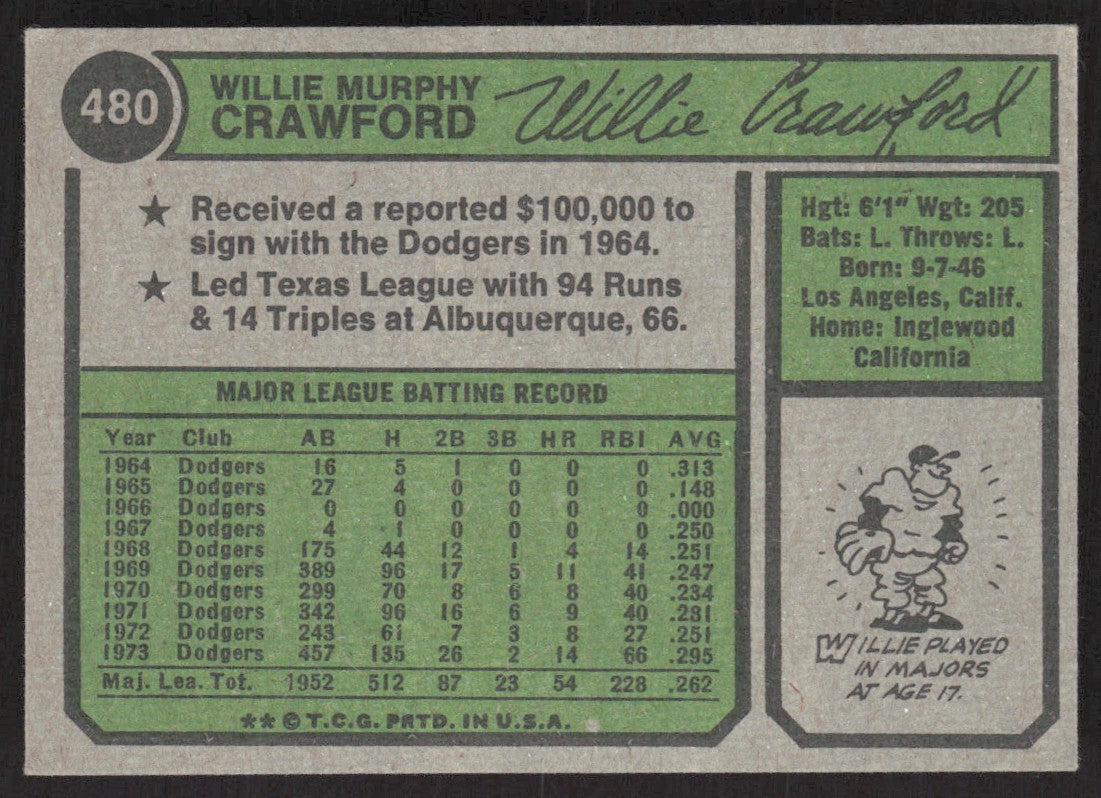 480
WILLIE MURPHY
CRAWFORD
Willie Crawford
★ Received a reported $100,000 to
sign with the Dodgers in 1964.
★ Led Texas League with 94 Runs
& 14 Triples at Albuquerque, 66.
MAJOR LEAGUE BATTING RECORD
Year Club AB H 2B 3B HR RBI AVG
1964 Dodgers 16 5 1 0 0 0 .313
1965 Dodgers 27 4 0 0 0 0 .148
1966 Dodgers 0 0 0 0 0 0 .000
1967 Dodgers 4 1 0 0 0 0 .250
1968 Dodgers 175 44 12 1 4 14 .251
1969 Dodgers 389 96 17 5 11 41 .247
1970 Dodgers 299 70 8 6 8 40 .234
1971 Dodgers 342 96 16 6 9 40 .281
1972 Dodgers 243 61 7 3 8 27 .251
1973 Dodgers 457 135 26 2 14 66 .295
Maj. Lea. Tot. 1952 512 87 23 54 228 .262
** © T.C.G. PRTD. IN U.S.A.
Hgt: 6'1" Wgt: 205
Bats: L. Throws: L.
Born: 9-7-46
Los Angeles, Calif.
Home: Inglewood
California
WILLIE PLAYED
IN MAJORS
AT AGE 17.